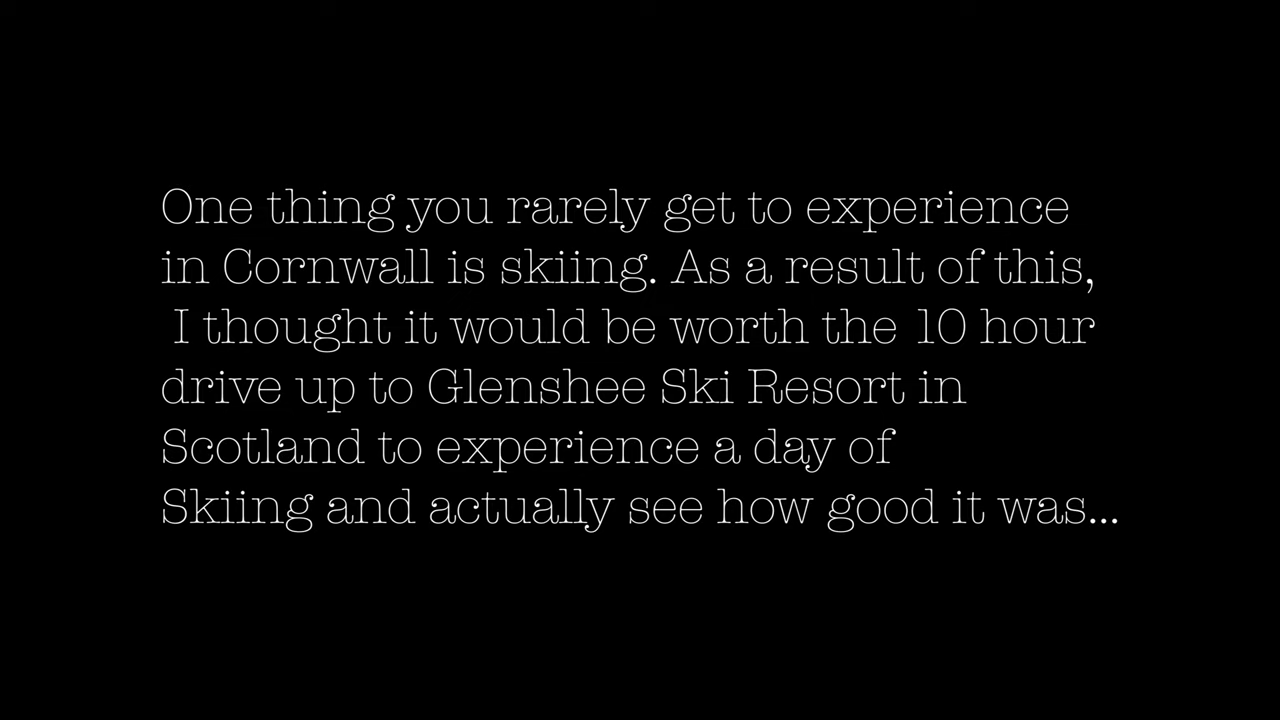 One thing you rarely get to experience
in Cornwall is skiing. As a result of this,
I thought it would be worth the 10 hour
drive up to Glenshee Ski Resort in
Scotland to experience a day of
Skiing and actually see how good it was...